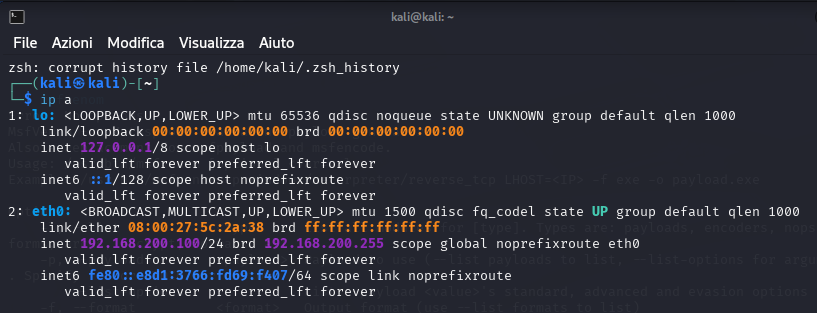 kali@kali: ~
File Azioni Modifica Visualizza Aiuto
zsh: corrupt history file /home/kali/.zsh_history
┌──(kali㉿kali)-[~]
└─$ ip a
1: lo: <LOOPBACK,UP,LOWER_UP> mtu 65536 qdisc noqueue state UNKNOWN group default qlen 1000
link/loopback 00:00:00:00:00:00 brd 00:00:00:00:00:00
inet 127.0.0.1/8 scope host lo
valid_lft forever preferred_lft forever
inet6 ::1/128 scope host noprefixroute
valid_lft forever preferred_lft forever
2: eth0: <BROADCAST,MULTICAST,UP,LOWER_UP> mtu 1500 qdisc fq_codel state UP group default qlen 1000
link/ether 08:00:27:5c:2a:38 brd ff:ff:ff:ff:ff:ff
inet 192.168.200.100/24 brd 192.168.200.255 scope global noprefixroute eth0
valid_lft forever preferred_lft forever
inet6 fe80::e8d1:3766:fd69:f407/64 scope link noprefixroute
valid_lft forever preferred_lft forever